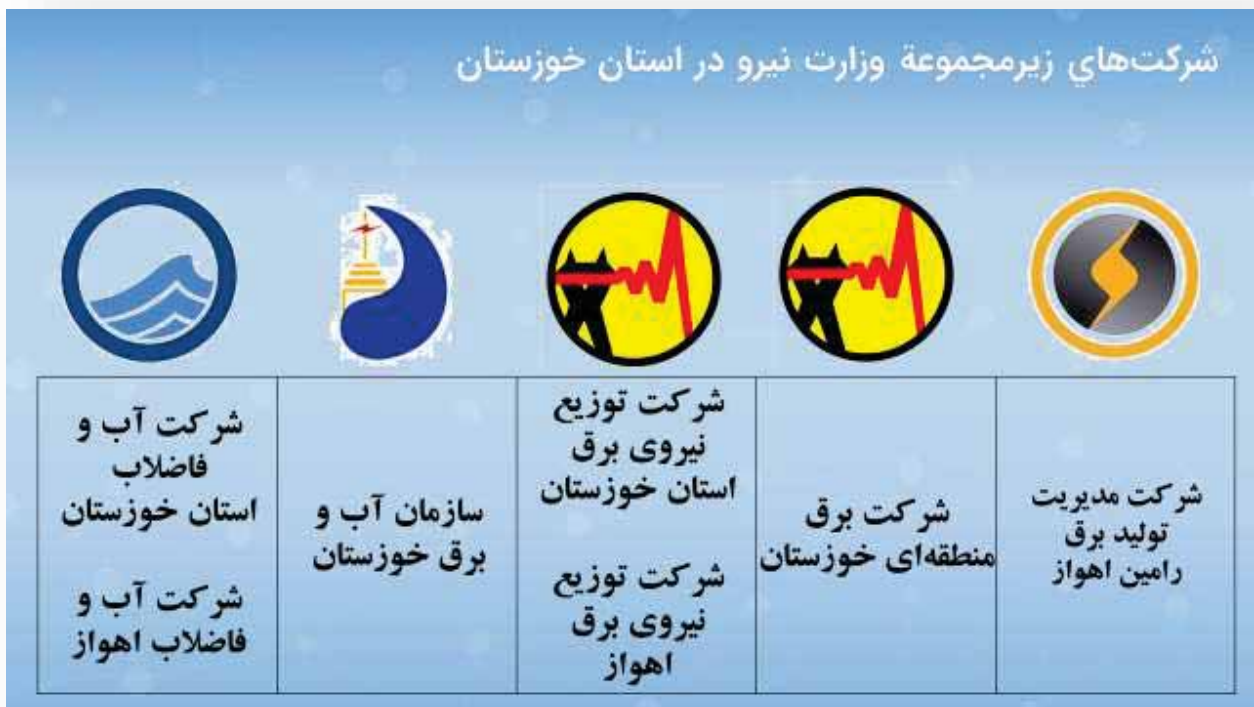 شرکت‌هاي زیرمجموعة وزارت نیرو در استان خوزستان
شرکت مدیریت
تولید برق
رامین اهواز
شرکت برق
منطقه‌ای خوزستان
شرکت توزیع
نیروی برق
استان خوزستان
شرکت توزیع
نیروی برق
اهواز
سازمان آب و
برق خوزستان
شرکت آب و
فاضلاب
استان خوزستان
شرکت آب و
فاضلاب اهواز